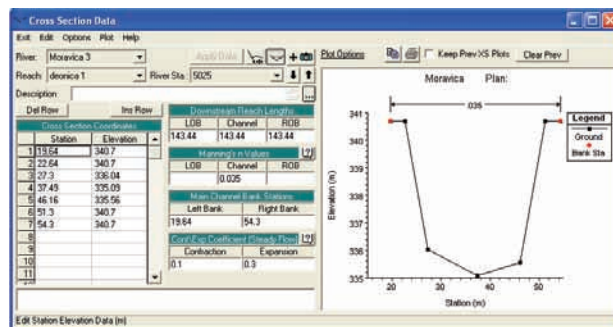 Cross Section Data
Exit Edit Options Plot Help
River: Moravica 3 Apply Data
Reach: deonica 1 River Sta.: 5025
Description
Del Row Ins Row
Cross Section Coordinates
Station Elevation
1 19.64 340.7
2 22.64 340.7
3 27.3 336.04
4 37.49 335.09
5 46.16 335.56
6 51.3 340.7
7 54.3 340.7
8
9
10
11
Downstream Reach Lengths
LOB Channel ROB
143.44 143.44 143.44
Manning's n Values ?
LOB Channel ROB
0.035
Main Channel Bank Stations
Left Bank Right Bank
19.64 54.3
Cont\Exp Coefficient (Steady Flow) ?
Contraction Expansion
0.1 0.3
Edit Station Elevation Data (m)
Plot Options Keep Prev XS Plots Clear Prev
Moravica Plan:
.035
Legend
Ground
Bank Sta
Elevation (m)
341
340
339
338
337
336
335
20 30 40 50
Station (m)